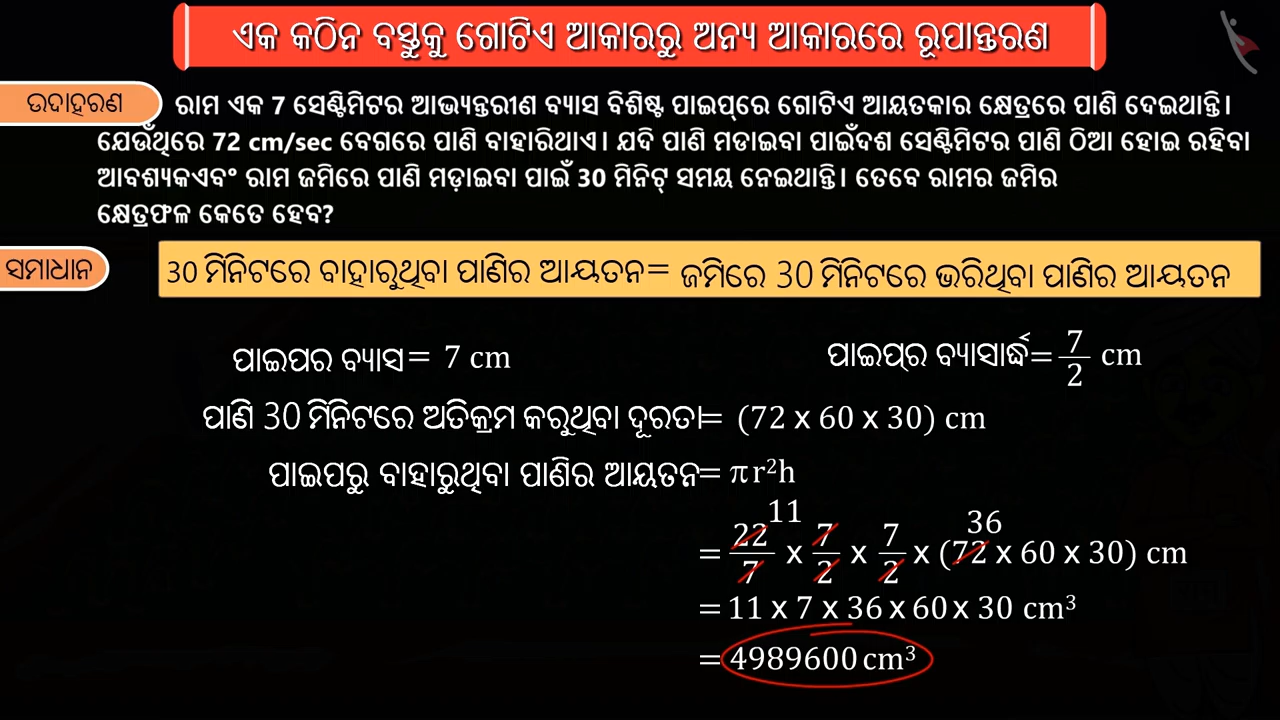 ଏକ କଠିନ ବସ୍ତୁକୁ ଗୋଟିଏ ଆକାରରୁ ଅନ୍ୟ ଆକାରରେ ରୂପାନ୍ତରଣ
ଉଦାହରଣ
ରାମ ଏକ 7 ସେଣ୍ଟିମିଟର ଆଭ୍ୟନ୍ତରୀଣ ବ୍ୟାସ ବିଶିଷ୍ଟ ପାଇପ୍‌ରେ ଗୋଟିଏ ଆୟତକାର କ୍ଷେତ୍ରରେ ପାଣି ଦେଇଥାନ୍ତି।
ଯେଉଁଥିରେ 72 cm/sec ବେଗରେ ପାଣି ବାହାରିଥାଏ। ଯଦି ପାଣି ମଡାଇବା ପାଇଁଦଶ ସେଣ୍ଟିମିଟର ପାଣି ଠିଆ ହୋଇ ରହିବା
ଆବଶ୍ୟକଏବଂ ରାମ ଜମିରେ ପାଣି ମଡ଼ାଇବା ପାଇଁ 30 ମିନିଟ୍ ସମୟ ନେଇଥାନ୍ତି। ତେବେ ରାମର ଜମିର
କ୍ଷେତ୍ରଫଳ କେତେ ହେବ?
ସମାଧାନ
30 ମିନିଟରେ ବାହାରୁଥିବା ପାଣିର ଆୟତନ= ଜମିରେ 30 ମିନିଟରେ ଭରିଥିବା ପାଣିର ଆୟତନ
ପାଇପର ବ୍ୟାସ= 7 cm
ପାଇପ୍‌ର ବ୍ୟାସାର୍ଦ୍ଧ= 7/2 cm
ପାଣି 30 ମିନିଟରେ ଅତିକ୍ରମ କରୁଥିବା ଦୂରତା= (72 x 60 x 30) cm
ପାଇପରୁ ବାହାରୁଥିବା ପାଣିର ଆୟତନ= πr²h
11 36
= 22/7 x 7/2 x 7/2 x (72 x 60 x 30) cm
= 11 x 7 x 36 x 60 x 30 cm³
= 4989600 cm³